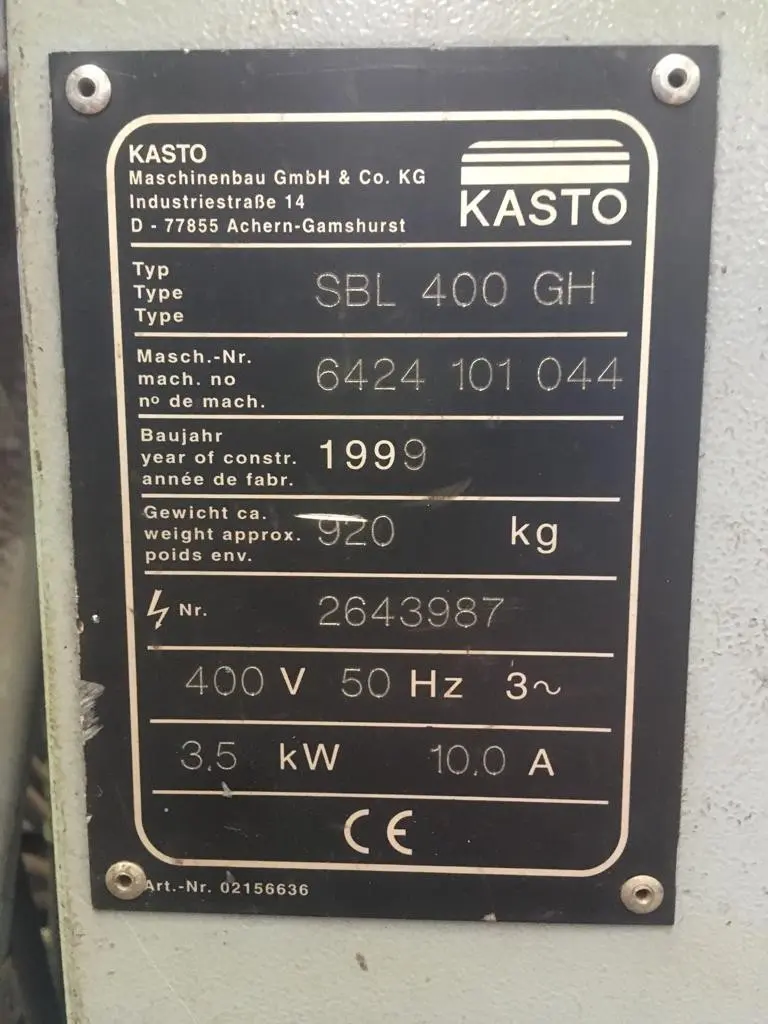 KASTO
Maschinenbau GmbH & Co. KG
Industriestraße 14
D - 77855 Achern-Gamshurst
KASTO
Typ
Type
Type
SBL 400 GH
Masch.-Nr.
mach. no
nº de mach.
6424 101 044
Baujahr
year of constr.
année de fabr.
1999
Gewicht ca.
weight approx.
poids env.
920 kg
Nr. 2643987
400 V 50 Hz 3~
3.5 kW 10.0 A
CE
Art.-Nr. 02156636